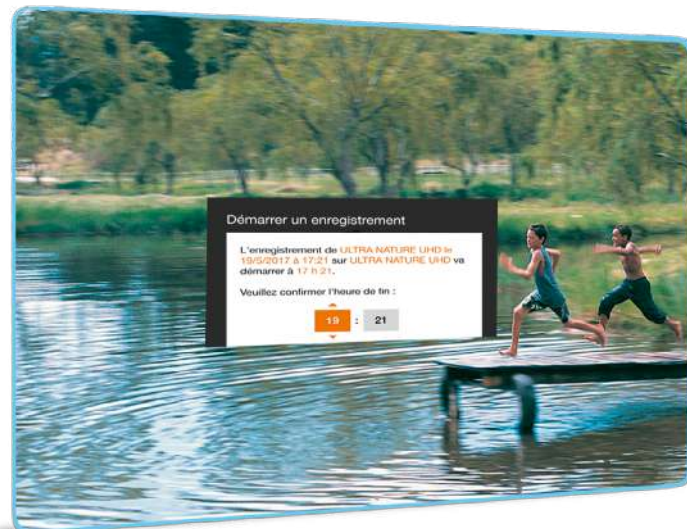 Démarrer un enregistrement
L'enregistrement de ULTRA NATURE UHD le
19/5/2017 à 17:21 sur ULTRA NATURE UHD va
démarrer à 17 h 21.
Veuillez confirmer l'heure de fin :
19 : 21